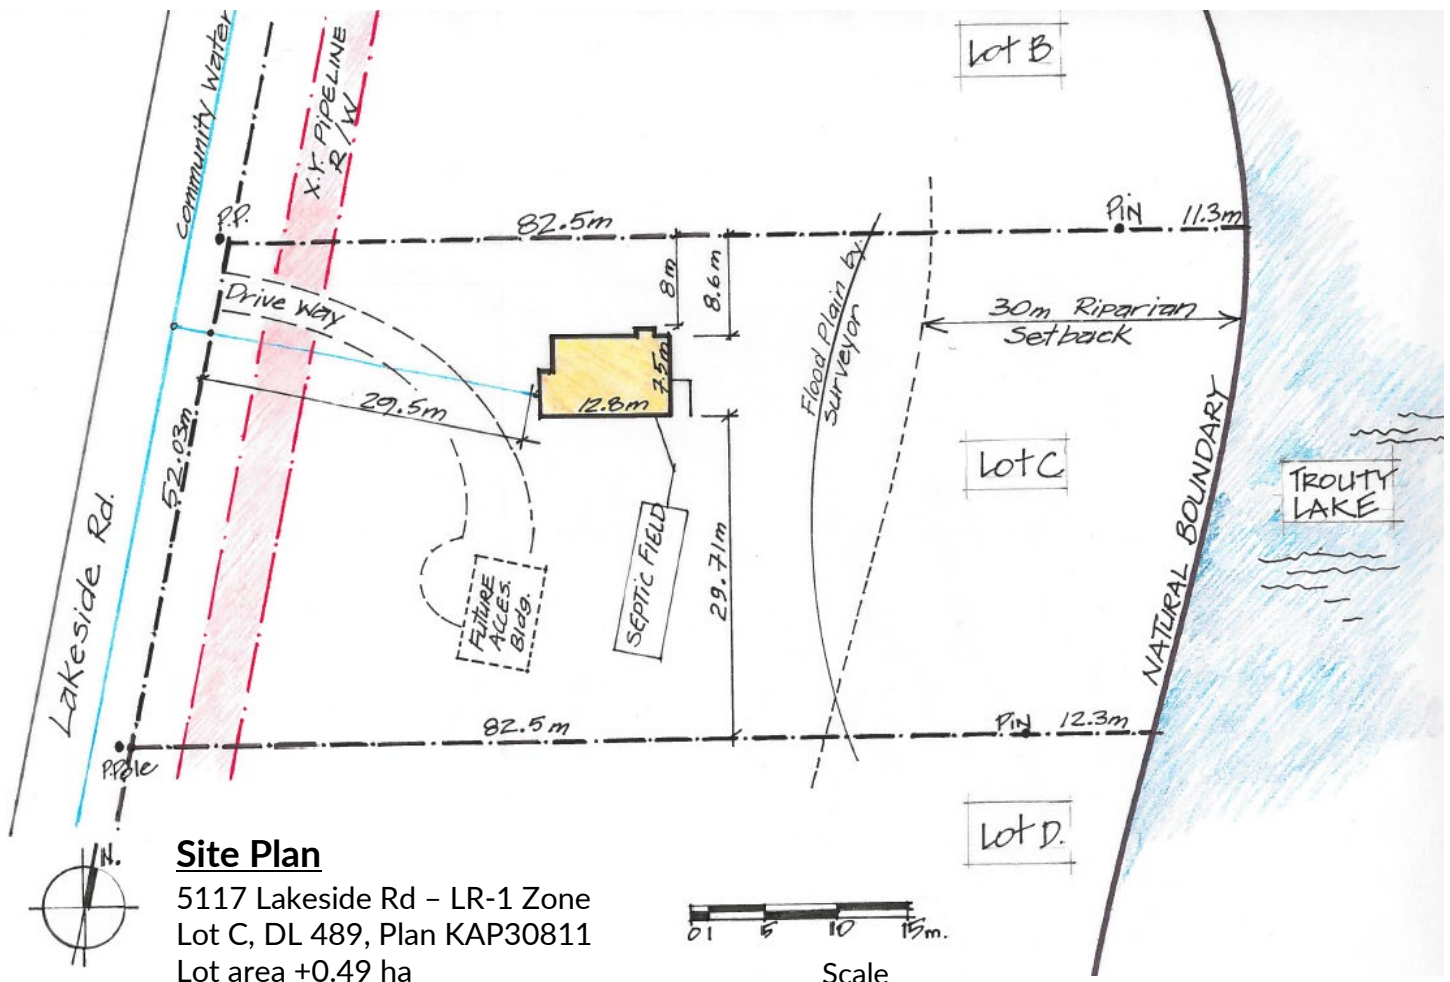 Lot B
Community Water
X.Y. PIPELINE
R/W
P.P.
82.5m
PiN
11.3m
8m
8.6m
Drive Way
Flood Plain by
surveyor
30m Riparian
Setback
29.5m
7.5m
12.8m
52.03m
Lot C
NATURAL BOUNDARY
TROUTY
LAKE
Lakeside Rd.
SEPTIC FIELD
29.71m
FUTURE
ACCES.
Bldg.
82.5m
PiN
12.3m
P.Pole
Lot D.
N.
Site Plan
5117 Lakeside Rd – LR-1 Zone
Lot C, DL 489, Plan KAP30811
Lot area +0.49 ha
0 1 5 10 15m.
Scale